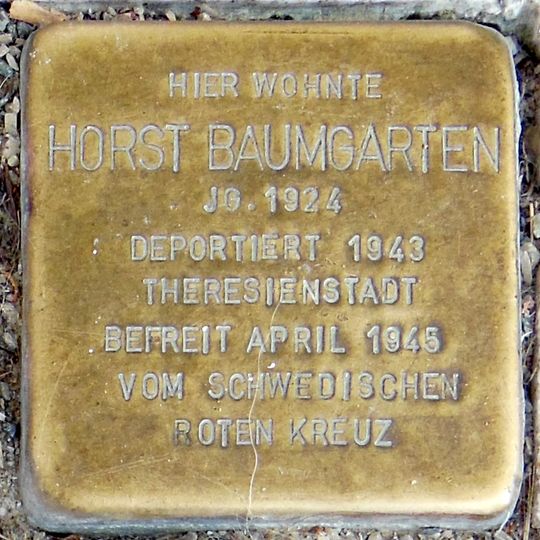 HIER WOHNTE
HORST BAUMGARTEN
JG. 1924
DEPORTIERT 1943
THERESIENSTADT
BEFREIT APRIL 1945
VOM SCHWEDISCHEN
ROTEN KREUZ